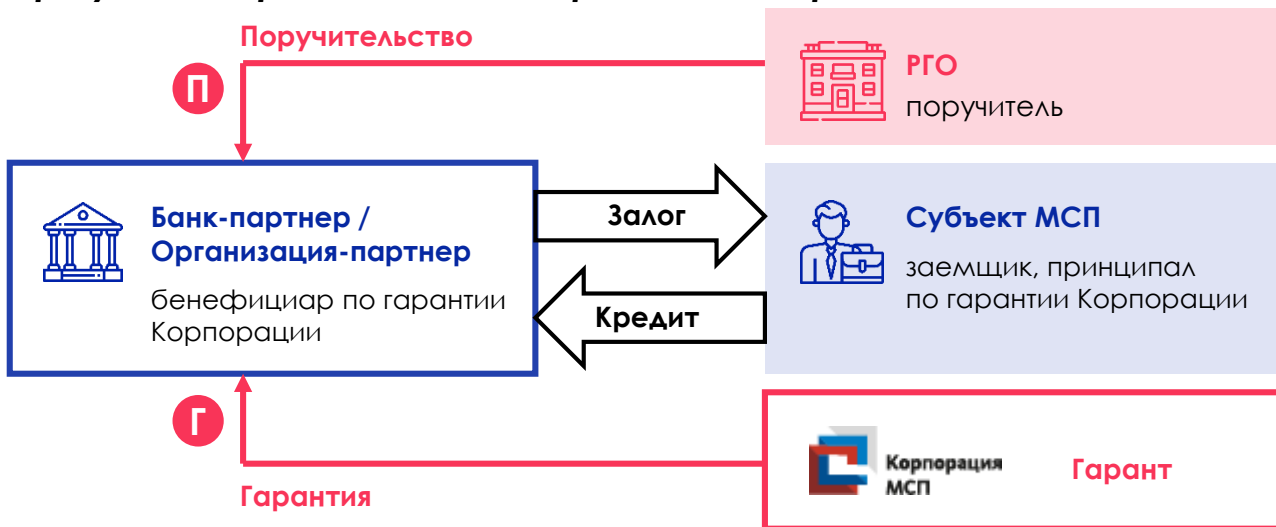 Поручительство
П
РГО
поручитель
Банк-партнер /
Организация-партнер
бенефициар по гарантии
Корпорации
Залог
Кредит
Субъект МСП
заемщик, принципал
по гарантии Корпорации
Г
Гарантия
Корпорация
МСП
Гарант